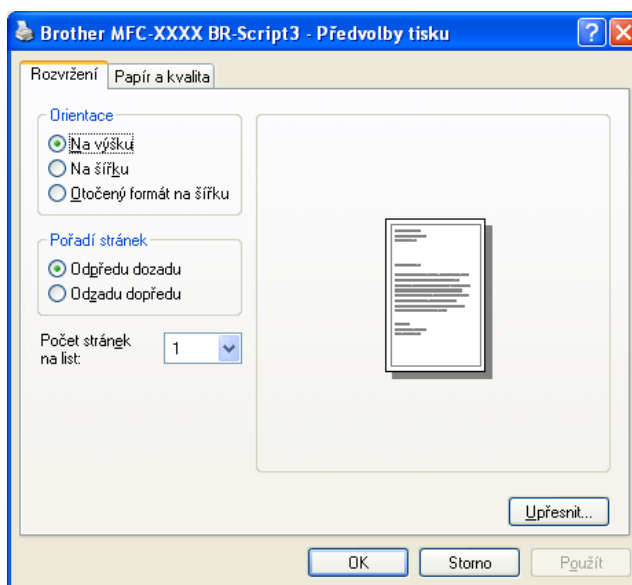 Brother MFC-XXXX BR-Script3 - Předvolby tisku
Rozvržení
Papír a kvalita
Orientace
Na výšku
Na šířku
Otočený formát na šířku
Pořadí stránek
Odpředu dozadu
Odzadu dopředu
Počet stránek
na list:
1
Upřesnit...
OK
Storno
Použít